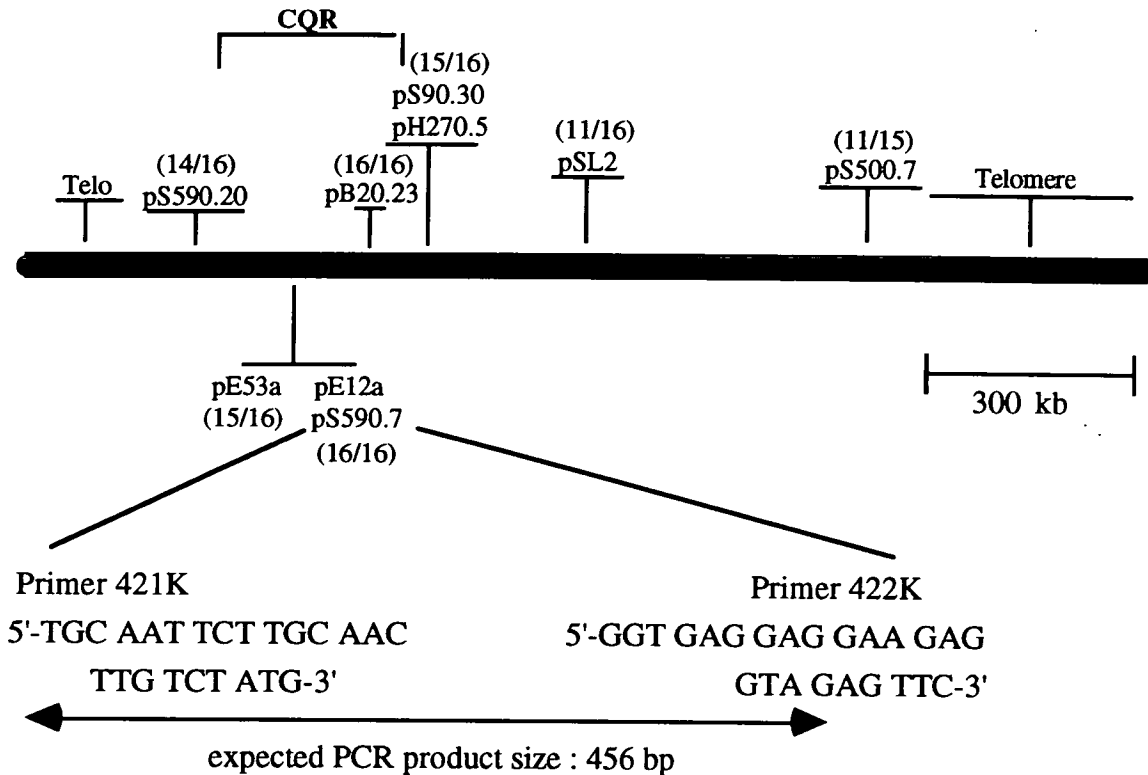 CQR
(15/16)
pS90.30
pH270.5
(11/16)
pSL2
(11/15)
pS500.7
Telomere
(14/16)
pS590.20
(16/16)
pB20.23
Telo
pE53a
(15/16)
pE12a
pS590.7
(16/16)
300 kb
Primer 421K
5'-TGC AAT TCT TGC AAC
TTG TCT ATG-3'
Primer 422K
5'-GGT GAG GAG GAA GAG
GTA GAG TTC-3'
expected PCR product size : 456 bp